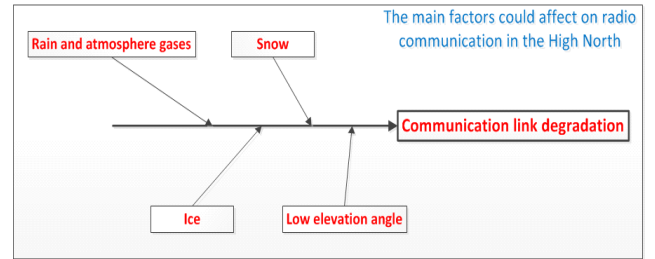 The main factors could affect on radio
communication in the High North
Rain and atmosphere gases
Snow
Communication link degradation
Ice
Low elevation angle